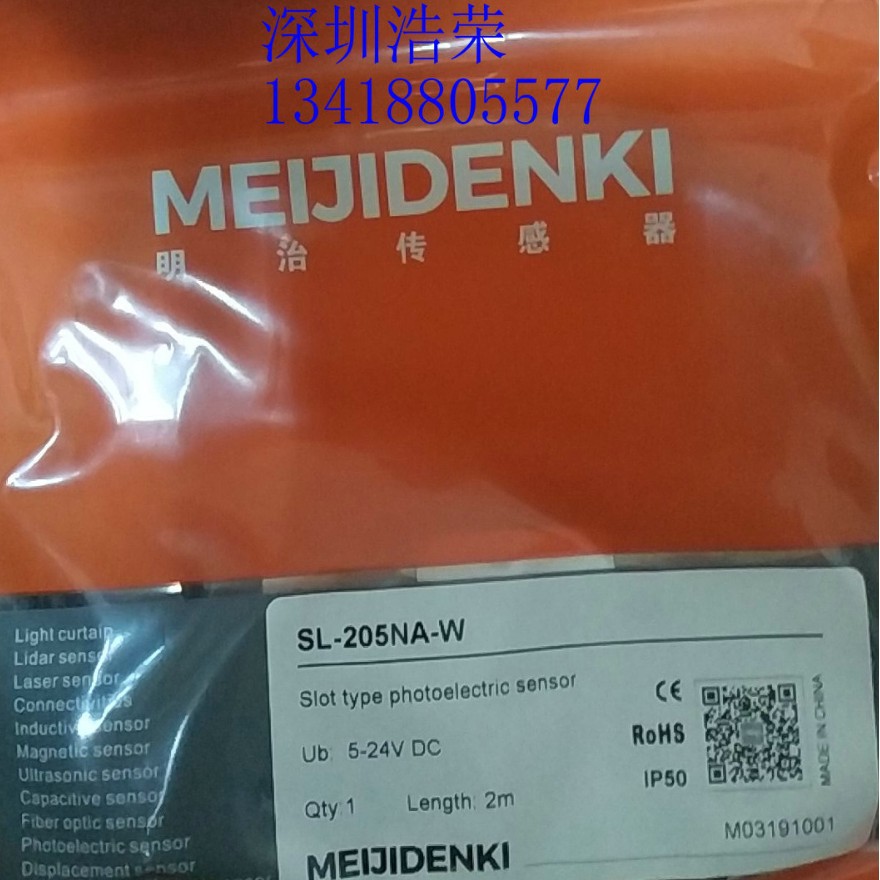 深圳浩荣
13418805577
MEIJIDENKI
明治传感器
Light curtain
Lidar sensor
Laser sensor
Connectivities
Inductive sensor
Magnetic sensor
Ultrasonic sensor
Capacitive sensor
Fiber optic sensor
Photoelectric sensor
Displacement sensor
SL-205NA-W
Slot type photoelectric sensor
Ub: 5-24V DC
Qty:1 Length: 2m
MEIJIDENKI
CE
RoHS
IP50
MADE IN CHINA
M03191001